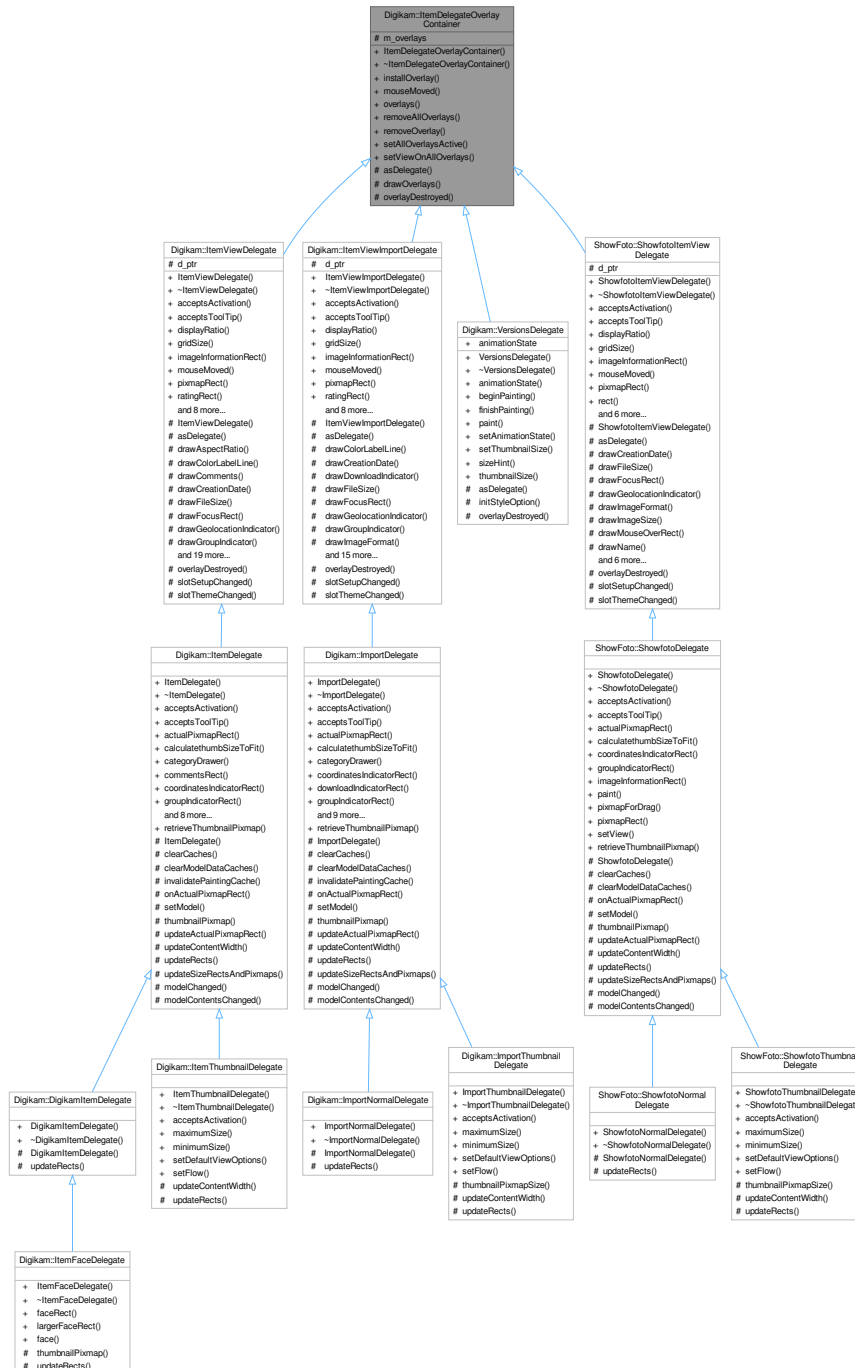 Digikam::ItemDelegateOverlay
Container
# m_overlays
+ ItemDelegateOverlayContainer()
+ ~ItemDelegateOverlayContainer()
+ installOverlay()
+ mouseMoved()
+ overlays()
+ removeAllOverlays()
+ removeOverlay()
+ setAllOverlaysActive()
+ setViewOnAllOverlays()
# asDelegate()
# drawOverlays()
# overlayDestroyed()
Digikam::ItemViewDelegate
# d_ptr
+ ItemViewDelegate()
+ ~ItemViewDelegate()
+ acceptsActivation()
+ acceptsToolTip()
+ displayRatio()
+ gridSize()
+ imageInformationRect()
+ mouseMoved()
+ pixmapRect()
+ ratingRect()
and 8 more...
# ItemViewDelegate()
# asDelegate()
# drawAspectRatio()
# drawColorLabelLine()
# drawComments()
# drawCreationDate()
# drawFileSize()
# drawFocusRect()
# drawGeolocationIndicator()
# drawGroupIndicator()
and 19 more...
# overlayDestroyed()
# slotSetupChanged()
# slotThemeChanged()
Digikam::ItemViewImportDelegate
# d_ptr
+ ItemViewImportDelegate()
+ ~ItemViewImportDelegate()
+ acceptsActivation()
+ acceptsToolTip()
+ displayRatio()
+ gridSize()
+ imageInformationRect()
+ mouseMoved()
+ pixmapRect()
+ ratingRect()
and 8 more...
# ItemViewImportDelegate()
# asDelegate()
# drawColorLabelLine()
# drawCreationDate()
# drawDownloadIndicator()
# drawFileSize()
# drawFocusRect()
# drawGeolocationIndicator()
# drawGroupIndicator()
# drawImageFormat()
and 15 more...
# overlayDestroyed()
# slotSetupChanged()
# slotThemeChanged()
Digikam::VersionsDelegate
+ animationState
+ VersionsDelegate()
+ ~VersionsDelegate()
+ animationState()
+ beginPainting()
+ finishPainting()
+ paint()
+ setAnimationState()
+ setThumbnailSize()
+ sizeHint()
+ thumbnailSize()
# asDelegate()
# initStyleOption()
# overlayDestroyed()
ShowFoto::ShowfotoItemView
Delegate
# d_ptr
+ ShowfotoItemViewDelegate()
+ ~ShowfotoItemViewDelegate()
+ acceptsActivation()
+ acceptsToolTip()
+ displayRatio()
+ gridSize()
+ imageInformationRect()
+ mouseMoved()
+ pixmapRect()
+ rect()
and 6 more...
# ShowfotoItemViewDelegate()
# asDelegate()
# drawCreationDate()
# drawFileSize()
# drawFocusRect()
# drawGeolocationIndicator()
# drawImageFormat()
# drawImageSize()
# drawMouseOverRect()
# drawName()
and 6 more...
# overlayDestroyed()
# slotSetupChanged()
# slotThemeChanged()
Digikam::ItemDelegate
+ ItemDelegate()
+ ~ItemDelegate()
+ acceptsActivation()
+ acceptsToolTip()
+ actualPixmapRect()
+ calculatethumbSizeToFit()
+ categoryDrawer()
+ commentsRect()
+ coordinatesIndicatorRect()
+ groupIndicatorRect()
and 8 more...
+ retrieveThumbnailPixmap()
# ItemDelegate()
# clearCaches()
# clearModelDataCaches()
# invalidatePaintingCache()
# onActualPixmapRect()
# setModel()
# thumbnailPixmap()
# updateActualPixmapRect()
# updateContentWidth()
# updateRects()
# updateSizeRectsAndPixmaps()
# modelChanged()
# modelContentsChanged()
Digikam::ImportDelegate
+ ImportDelegate()
+ ~ImportDelegate()
+ acceptsActivation()
+ acceptsToolTip()
+ actualPixmapRect()
+ calculatethumbSizeToFit()
+ categoryDrawer()
+ coordinatesIndicatorRect()
+ downloadIndicatorRect()
+ groupIndicatorRect()
and 9 more...
+ retrieveThumbnailPixmap()
# ImportDelegate()
# clearCaches()
# clearModelDataCaches()
# invalidatePaintingCache()
# onActualPixmapRect()
# setModel()
# thumbnailPixmap()
# updateActualPixmapRect()
# updateContentWidth()
# updateRects()
# updateSizeRectsAndPixmaps()
# modelChanged()
# modelContentsChanged()
ShowFoto::ShowfotoDelegate
+ ShowfotoDelegate()
+ ~ShowfotoDelegate()
+ acceptsActivation()
+ acceptsToolTip()
+ actualPixmapRect()
+ calculatethumbSizeToFit()
+ coordinatesIndicatorRect()
+ groupIndicatorRect()
+ imageInformationRect()
+ paint()
+ pixmapForDrag()
+ pixmapRect()
+ setView()
+ retrieveThumbnailPixmap()
# ShowfotoDelegate()
# clearCaches()
# clearModelDataCaches()
# onActualPixmapRect()
# setModel()
# thumbnailPixmap()
# updateActualPixmapRect()
# updateContentWidth()
# updateRects()
# updateSizeRectsAndPixmaps()
# modelChanged()
# modelContentsChanged()
Digikam::DigikamItemDelegate
+ DigikamItemDelegate()
+ ~DigikamItemDelegate()
# DigikamItemDelegate()
# updateRects()
Digikam::ItemThumbnailDelegate
+ ItemThumbnailDelegate()
+ ~ItemThumbnailDelegate()
+ acceptsActivation()
+ maximumSize()
+ minimumSize()
+ setDefaultViewOptions()
+ setFlow()
# updateContentWidth()
# updateRects()
Digikam::ImportNormalDelegate
+ ImportNormalDelegate()
+ ~ImportNormalDelegate()
# ImportNormalDelegate()
# updateRects()
Digikam::ImportThumbnail
Delegate
+ ImportThumbnailDelegate()
+ ~ImportThumbnailDelegate()
+ acceptsActivation()
+ maximumSize()
+ minimumSize()
+ setDefaultViewOptions()
+ setFlow()
# thumbnailPixmapSize()
# updateContentWidth()
# updateRects()
ShowFoto::ShowfotoNormal
Delegate
+ ShowfotoNormalDelegate()
+ ~ShowfotoNormalDelegate()
# ShowfotoNormalDelegate()
# updateRects()
ShowFoto::ShowfotoThumbna
Delegate
+ ShowfotoThumbnailDelegate
+ ~ShowfotoThumbnailDelegat
+ acceptsActivation()
+ maximumSize()
+ minimumSize()
+ setDefaultViewOptions()
+ setFlow()
# thumbnailPixmapSize()
# updateContentWidth()
# updateRects()
Digikam::ItemFaceDelegate
+ ItemFaceDelegate()
+ ~ItemFaceDelegate()
+ faceRect()
+ largerFaceRect()
+ face()
# thumbnailPixmap()
# updateRects()